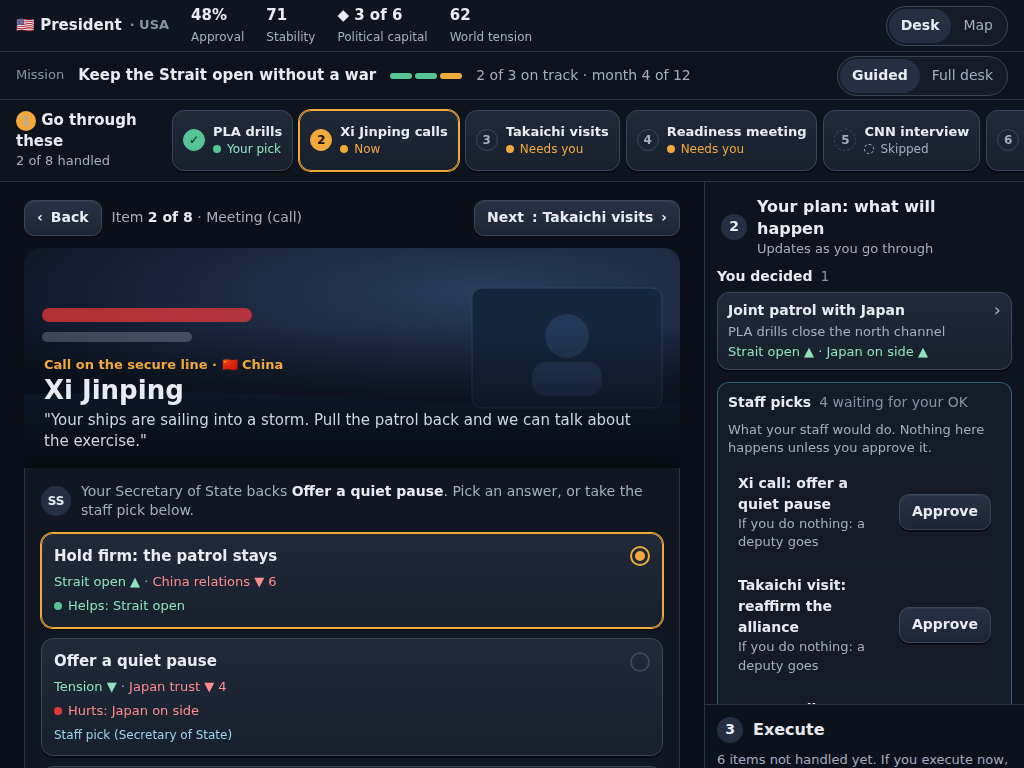 🇺🇸 President · USA
48%
Approval
71
Stability
◆ 3 of 6
Political capital
62
World tension
Desk
Map
Mission
Keep the Strait open without a war
2 of 3 on track · month 4 of 12
Guided
Full desk
Go through these
2 of 8 handled
✓
PLA drills
Your pick
2
Xi Jinping calls
Now
3
Takaichi visits
Needs you
4
Readiness meeting
Needs you
5
CNN interview
Skipped
6
‹ Back
Item 2 of 8 · Meeting (call)
Next : Takaichi visits ›
Call on the secure line · 🇨🇳 China
Xi Jinping
"Your ships are sailing into a storm. Pull the patrol back and we can talk about
the exercise."
SS
Your Secretary of State backs Offer a quiet pause. Pick an answer, or take the
staff pick below.
Hold firm: the patrol stays
Strait open ▲ · China relations ▼ 6
Helps: Strait open
Offer a quiet pause
Tension ▼ · Japan trust ▼ 4
Hurts: Japan on side
Staff pick (Secretary of State)
2
Your plan: what will
happen
Updates as you go through
You decided 1
Joint patrol with Japan ›
PLA drills close the north channel
Strait open ▲ · Japan on side ▲
Staff picks 4 waiting for your OK
What your staff would do. Nothing here
happens unless you approve it.
Xi call: offer a
quiet pause
If you do nothing: a
deputy goes
Approve
Takaichi visit:
reaffirm the
alliance
If you do nothing: a
deputy goes
Approve
3
Execute
6 items not handled yet. If you execute now,